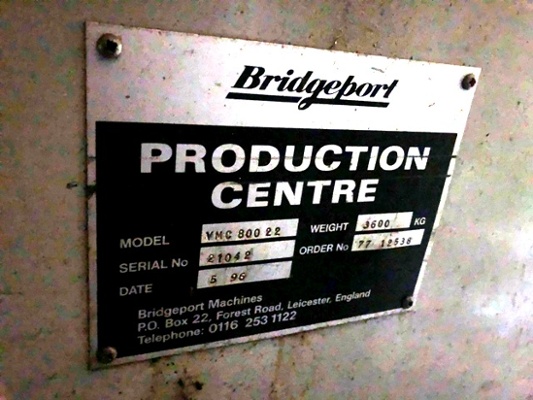 Bridgeport
PRODUCTION
CENTRE
MODEL VMC 800 22 WEIGHT 3600 KG
SERIAL No 21042 ORDER No 77 12538
DATE 5 96
Bridgeport Machines
P.O. Box 22, Forest Road, Leicester, England
Telephone: 0116 253 1122